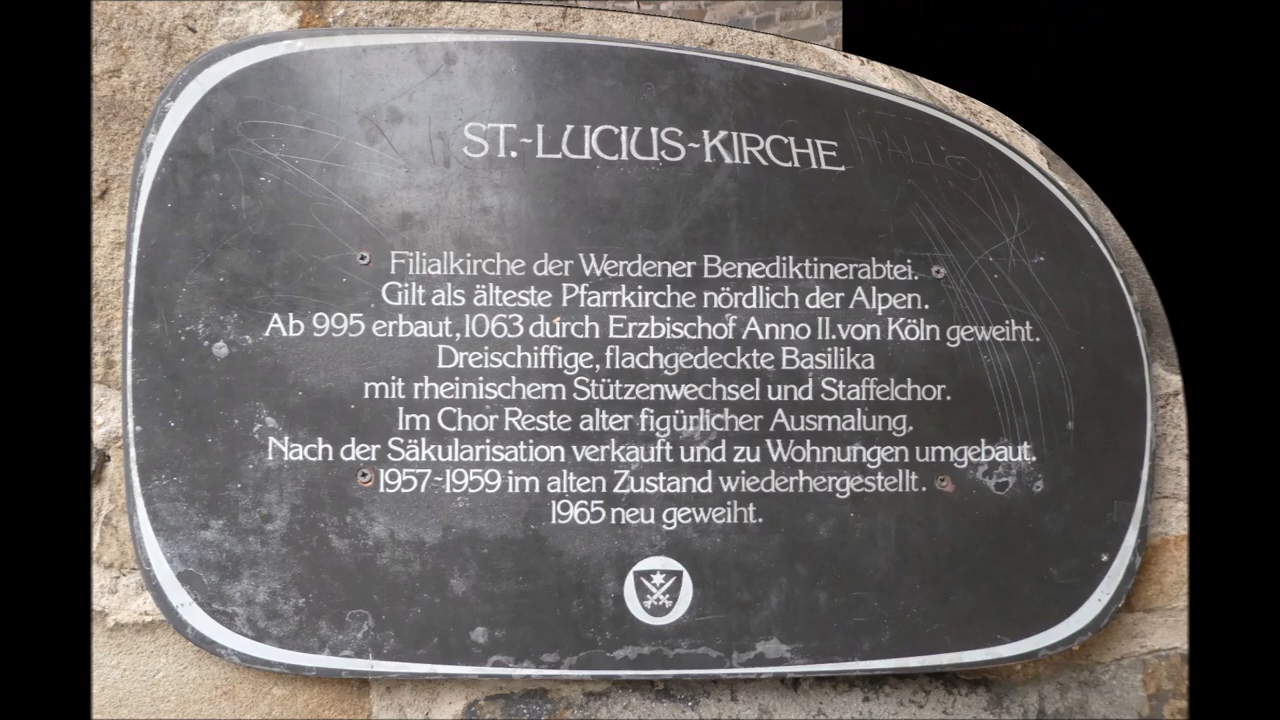 ST.-LUCIUS-KIRCHE
HALLO
Filialkirche der Werdener Benediktinerabtei.
Gilt als älteste Pfarrkirche nördlich der Alpen.
Ab 995 erbaut, 1063 durch Erzbischof Anno II. von Köln geweiht.
Dreischiffige, flachgedeckte Basilika
mit rheinischem Stützenwechsel und Staffelchor.
Im Chor Reste alter figürlicher Ausmalung.
Nach der Säkularisation verkauft und zu Wohnungen umgebaut.
1957-1959 im alten Zustand wiederhergestellt.
1965 neu geweiht.